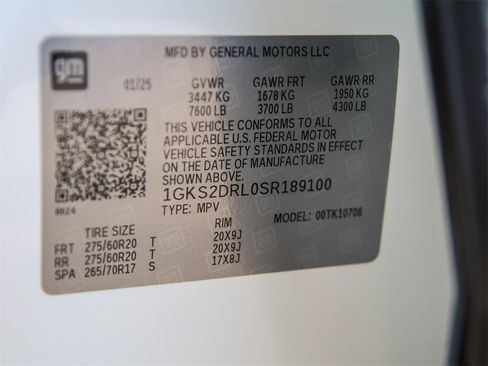 gm
MFD BY GENERAL MOTORS LLC
01/25
GVWR GAWR FRT GAWR RR
3447 KG 1678 KG 1950 KG
7600 LB 3700 LB 4300 LB
THIS VEHICLE CONFORMS TO ALL
APPLICABLE U.S. FEDERAL MOTOR
VEHICLE SAFETY STANDARDS IN EFFECT
ON THE DATE OF MANUFACTURE
SHOWN ABOVE.
1GKS2DRL0SR189100
TYPE: MPV MODEL: 00TK10706
TIRE SIZE RIM
FRT 275/60R20 T 20X9J
RR 275/60R20 T 20X9J
SPA 265/70R17 S 17X8J